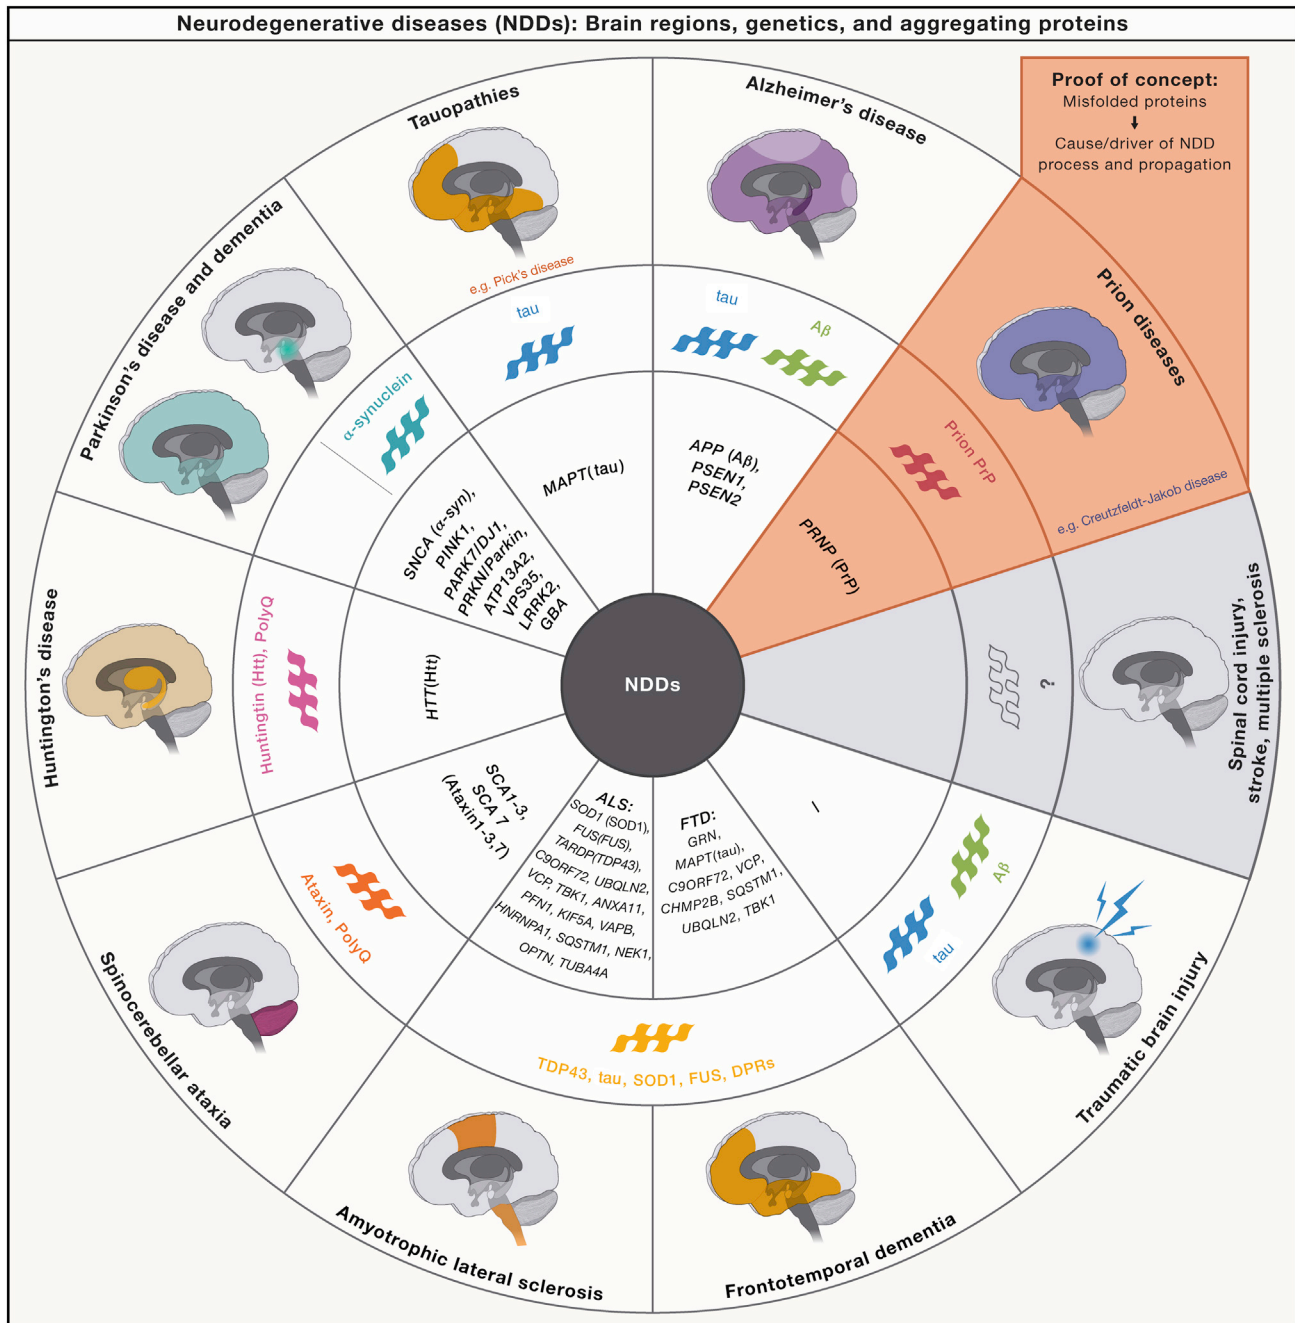 Neurodegenerative diseases (NDDs): Brain regions, genetics, and aggregating proteins
Proof of concept:
Misfolded proteins
Cause/driver of NDD
process and propagation
Alzheimer's disease
tau
Aβ
APP (Aβ),
PSEN1,
PSEN2
Prion diseases
e.g. Creutzfeldt-Jakob disease
Prion PrP
PRNP (PrP)
Spinal cord injury,
stroke, multiple sclerosis
?
Traumatic brain injury
Aβ
tau
/
Frontotemporal dementia
FTD:
GRN,
MAPT(tau),
C9ORF72, VCP,
CHMP2B, SQSTM1,
UBQLN2, TBK1
TDP43, tau, SOD1, FUS, DPRs
Amyotrophic lateral sclerosis
ALS:
SOD1 (SOD1),
FUS(FUS),
TARDP(TDP43),
C9ORF72, UBQLN2,
VCP, TBK1, ANXA11,
PFN1, KIF5A, VAPB,
HNRNPA1, SQSTM1, NEK1,
OPTN, TUBA4A
Spinocerebellar ataxia
Ataxin, PolyQ
SCA1-3,
SCA 7
(Ataxin1-3,7)
Huntington's disease
Huntingtin (Htt), PolyQ
HTT(Htt)
Parkinson's disease and dementia
α-synuclein
SNCA (α-syn),
PINK1,
PARK7/DJ1,
PRKN/Parkin,
ATP13A2,
VPS35,
LRRK2,
GBA
Tauopathies
e.g. Pick's disease
tau
MAPT(tau)
NDDs